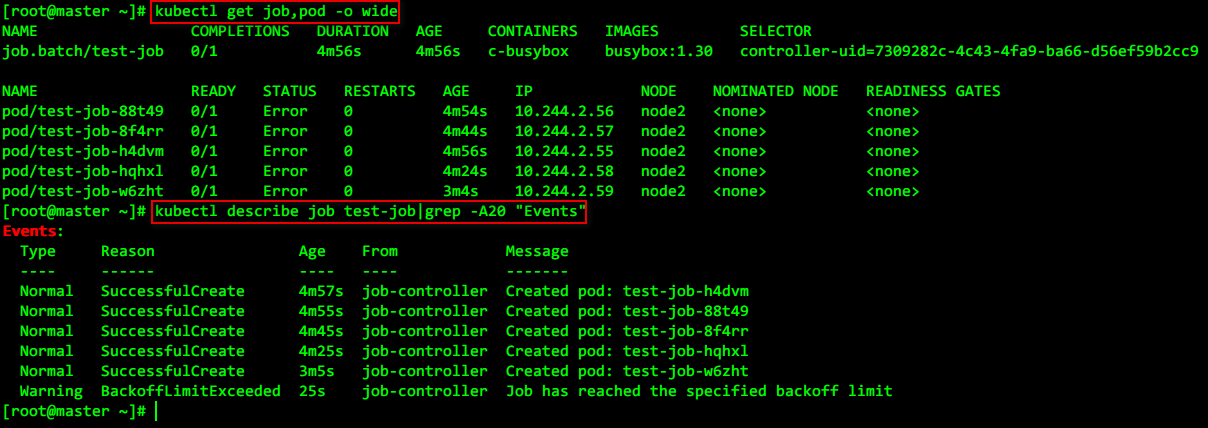 [root@master ~]# kubectl get job,pod -o wide
NAME                 COMPLETIONS   DURATION   AGE     CONTAINERS   IMAGES         SELECTOR
job.batch/test-job   0/1           4m56s      4m56s   c-busybox    busybox:1.30   controller-uid=7309282c-4c43-4fa9-ba66-d56ef59b2cc9
NAME                 READY   STATUS   RESTARTS   AGE     IP            NODE    NOMINATED NODE   READINESS GATES
pod/test-job-88t49   0/1     Error    0          4m54s   10.244.2.56   node2   <none>           <none>
pod/test-job-8f4rr   0/1     Error    0          4m44s   10.244.2.57   node2   <none>           <none>
pod/test-job-h4dvm   0/1     Error    0          4m56s   10.244.2.55   node2   <none>           <none>
pod/test-job-hqhxl   0/1     Error    0          4m24s   10.244.2.58   node2   <none>           <none>
pod/test-job-w6zht   0/1     Error    0          3m4s    10.244.2.59   node2   <none>           <none>
[root@master ~]# kubectl describe job test-job|grep -A20 "Events"
Events:
  Type     Reason                Age    From            Message
  ----     ------                ----   ----            -------
  Normal   SuccessfulCreate      4m57s  job-controller  Created pod: test-job-h4dvm
  Normal   SuccessfulCreate      4m55s  job-controller  Created pod: test-job-88t49
  Normal   SuccessfulCreate      4m45s  job-controller  Created pod: test-job-8f4rr
  Normal   SuccessfulCreate      4m25s  job-controller  Created pod: test-job-hqhxl
  Normal   SuccessfulCreate      3m5s   job-controller  Created pod: test-job-w6zht
  Warning  BackoffLimitExceeded  25s    job-controller  Job has reached the specified backoff limit
[root@master ~]#